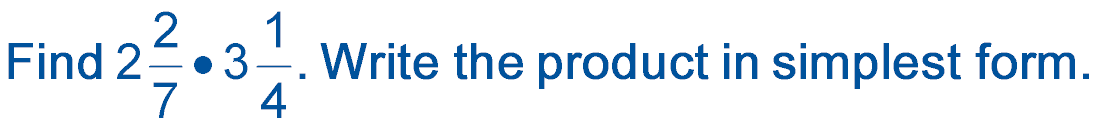 Find 2 2/7 • 3 1/4. Write the product in simplest form.